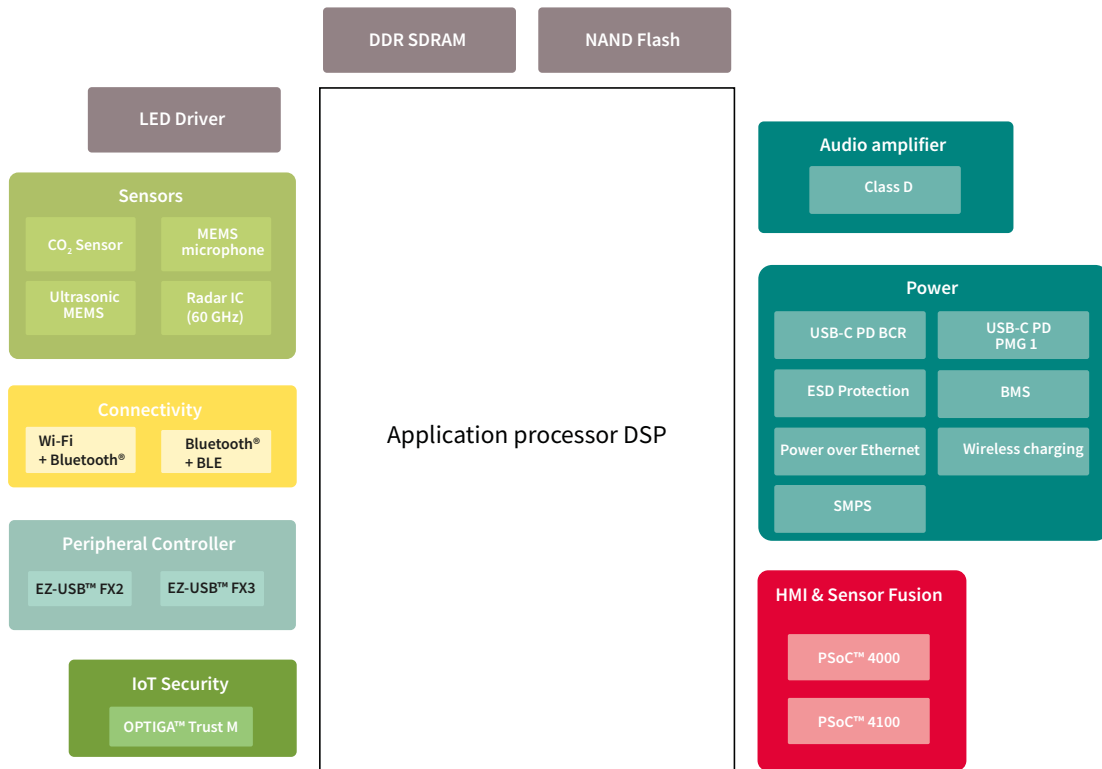 DDR SDRAM
NAND Flash
LED Driver
Sensors
CO₂ Sensor
MEMS
microphone
Ultrasonic
MEMS
Radar IC
(60 GHz)
Connectivity
Wi-Fi
+ Bluetooth®
Bluetooth®
+ BLE
Peripheral Controller
EZ-USB™ FX2
EZ-USB™ FX3
IoT Security
OPTIGA™ Trust M
Application processor DSP
Audio amplifier
Class D
Power
USB-C PD BCR
USB-C PD
PMG 1
ESD Protection
BMS
Power over Ethernet
Wireless charging
SMPS
HMI & Sensor Fusion
PSoC™ 4000
PSoC™ 4100